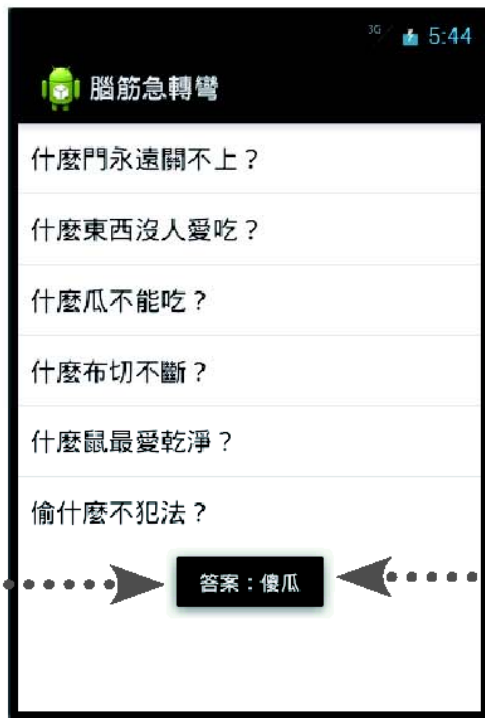 3G 5:44
腦筋急轉彎
什麼門永遠關不上？
什麼東西沒人愛吃？
什麼瓜不能吃？
什麼布切不斷？
什麼鼠最愛乾淨？
偷什麼不犯法？
答案：傻瓜